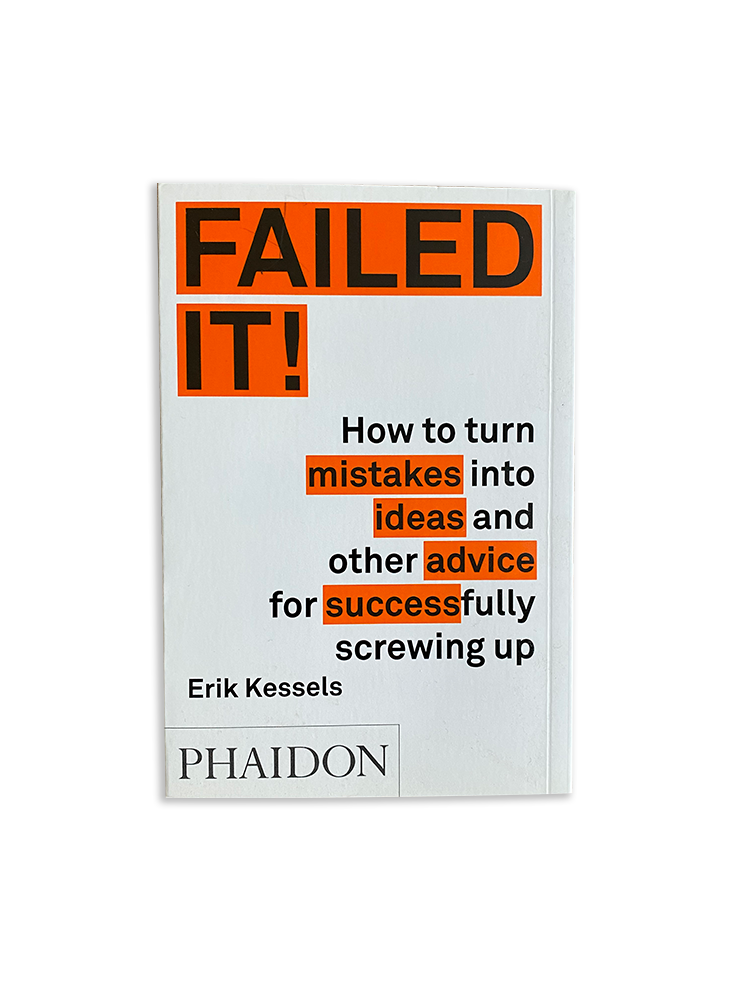 FAILED
IT!
How to turn
mistakes into
ideas and
other advice
for successfully
screwing up
Erik Kessels
PHAIDON